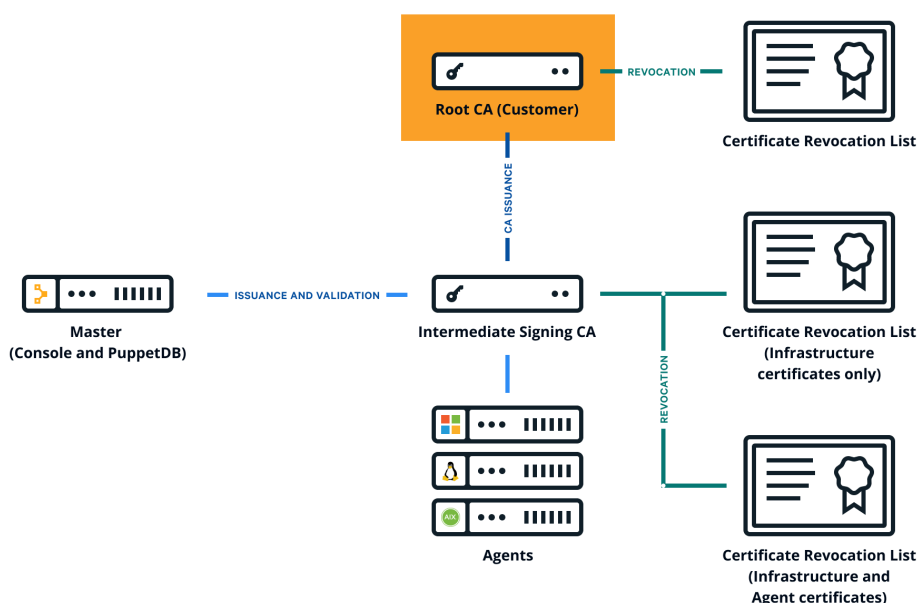 REVOCATION
Root CA (Customer)
Certificate Revocation List
CA ISSUANCE
ISSUANCE AND VALIDATION
Master
(Console and PuppetDB)
Intermediate Signing CA
Certificate Revocation List
(Infrastructure
certificates only)
REVOCATION
AIX
Agents
Certificate Revocation List
(Infrastructure and
Agent certificates)